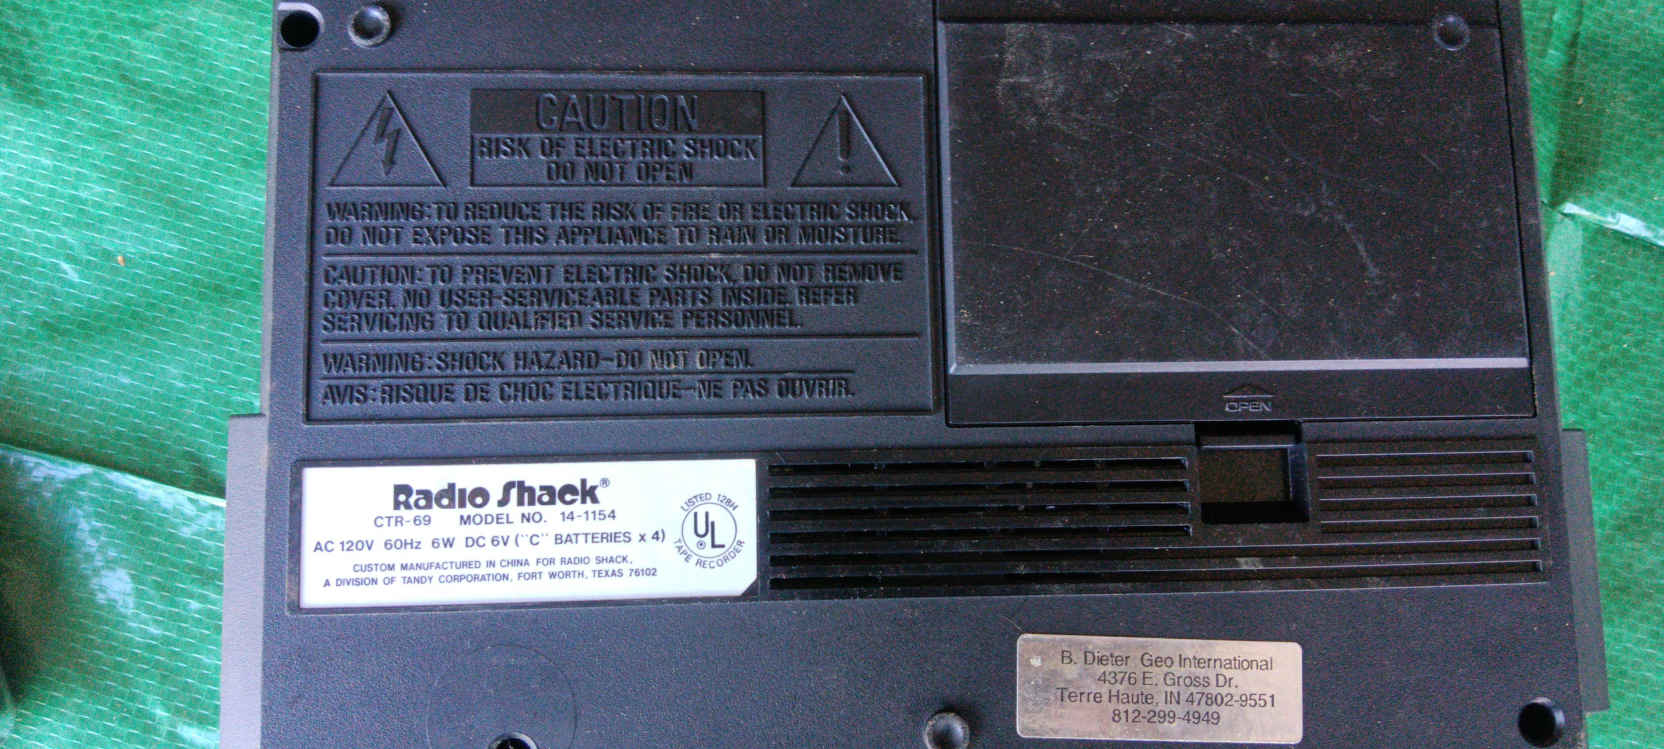 CAUTION
RISK OF ELECTRIC SHOCK
DO NOT OPEN
WARNING: TO REDUCE THE RISK OF FIRE OR ELECTRIC SHOCK,
DO NOT EXPOSE THIS APPLIANCE TO RAIN OR MOISTURE.
CAUTION: TO PREVENT ELECTRIC SHOCK, DO NOT REMOVE
COVER. NO USER-SERVICEABLE PARTS INSIDE. REFER
SERVICING TO QUALIFIED SERVICE PERSONNEL.
WARNING: SHOCK HAZARD-DO NOT OPEN.
AVIS: RISQUE DE CHOC ELECTRIQUE-NE PAS OUVRIR.
OPEN
Radio Shack®
CTR-69 MODEL NO. 14-1154
AC 120V 60Hz 6W DC 6V ("C" BATTERIES x 4)
CUSTOM MANUFACTURED IN CHINA FOR RADIO SHACK,
A DIVISION OF TANDY CORPORATION, FORT WORTH, TEXAS 76102
LISTED 128H
UL®
TAPE RECORDER
B. Dieter Geo International
4376 E. Gross Dr.
Terre Haute, IN 47802-9551
812-299-4949